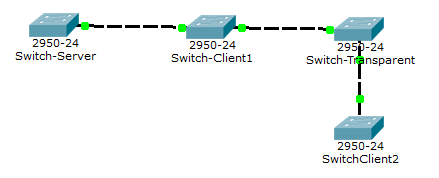 2950-24
Switch-Server
2950-24
Switch-Client1
2950-24
Switch-Transparent
2950-24
SwitchClient2